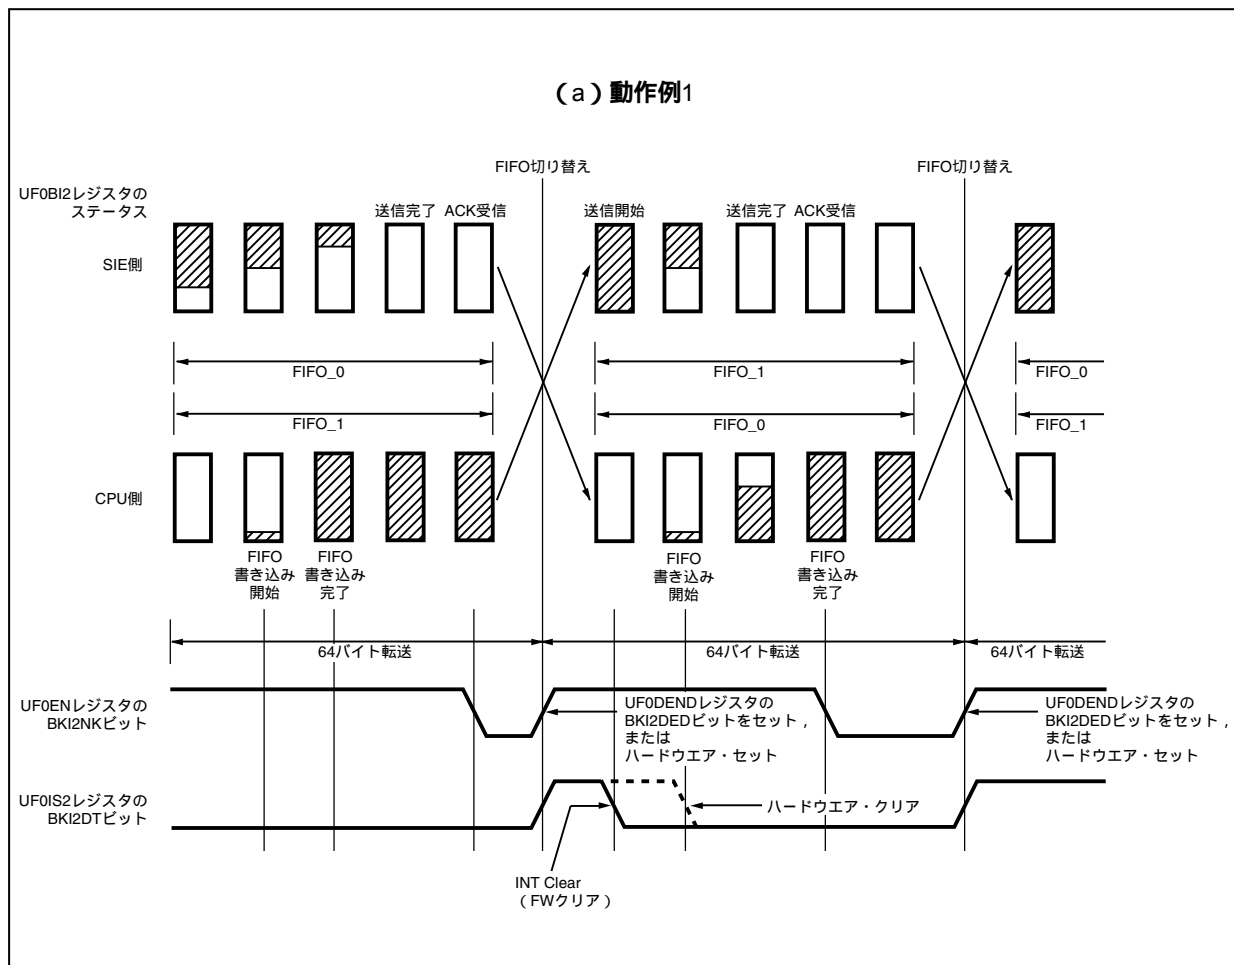 （a）動作例1
FIFO切り替え
FIFO切り替え
UF0BI2レジスタの
ステータス
送信完了
ACK受信
送信開始
送信完了
ACK受信
SIE側
FIFO_0
FIFO_1
FIFO_0
FIFO_1
FIFO_0
FIFO_1
CPU側
FIFO
書き込み
開始
FIFO
書き込み
完了
FIFO
書き込み
開始
FIFO
書き込み
完了
64バイト転送
64バイト転送
64バイト転送
UF0ENレジスタの
BKI2NKビット
UF0DENDレジスタの
BKI2DEDビットをセット，
または
ハードウエア・セット
UF0DENDレジスタの
BKI2DEDビットをセット，
または
ハードウエア・セット
UF0IS2レジスタの
BKI2DTビット
ハードウエア・クリア
INT Clear
（FWクリア）